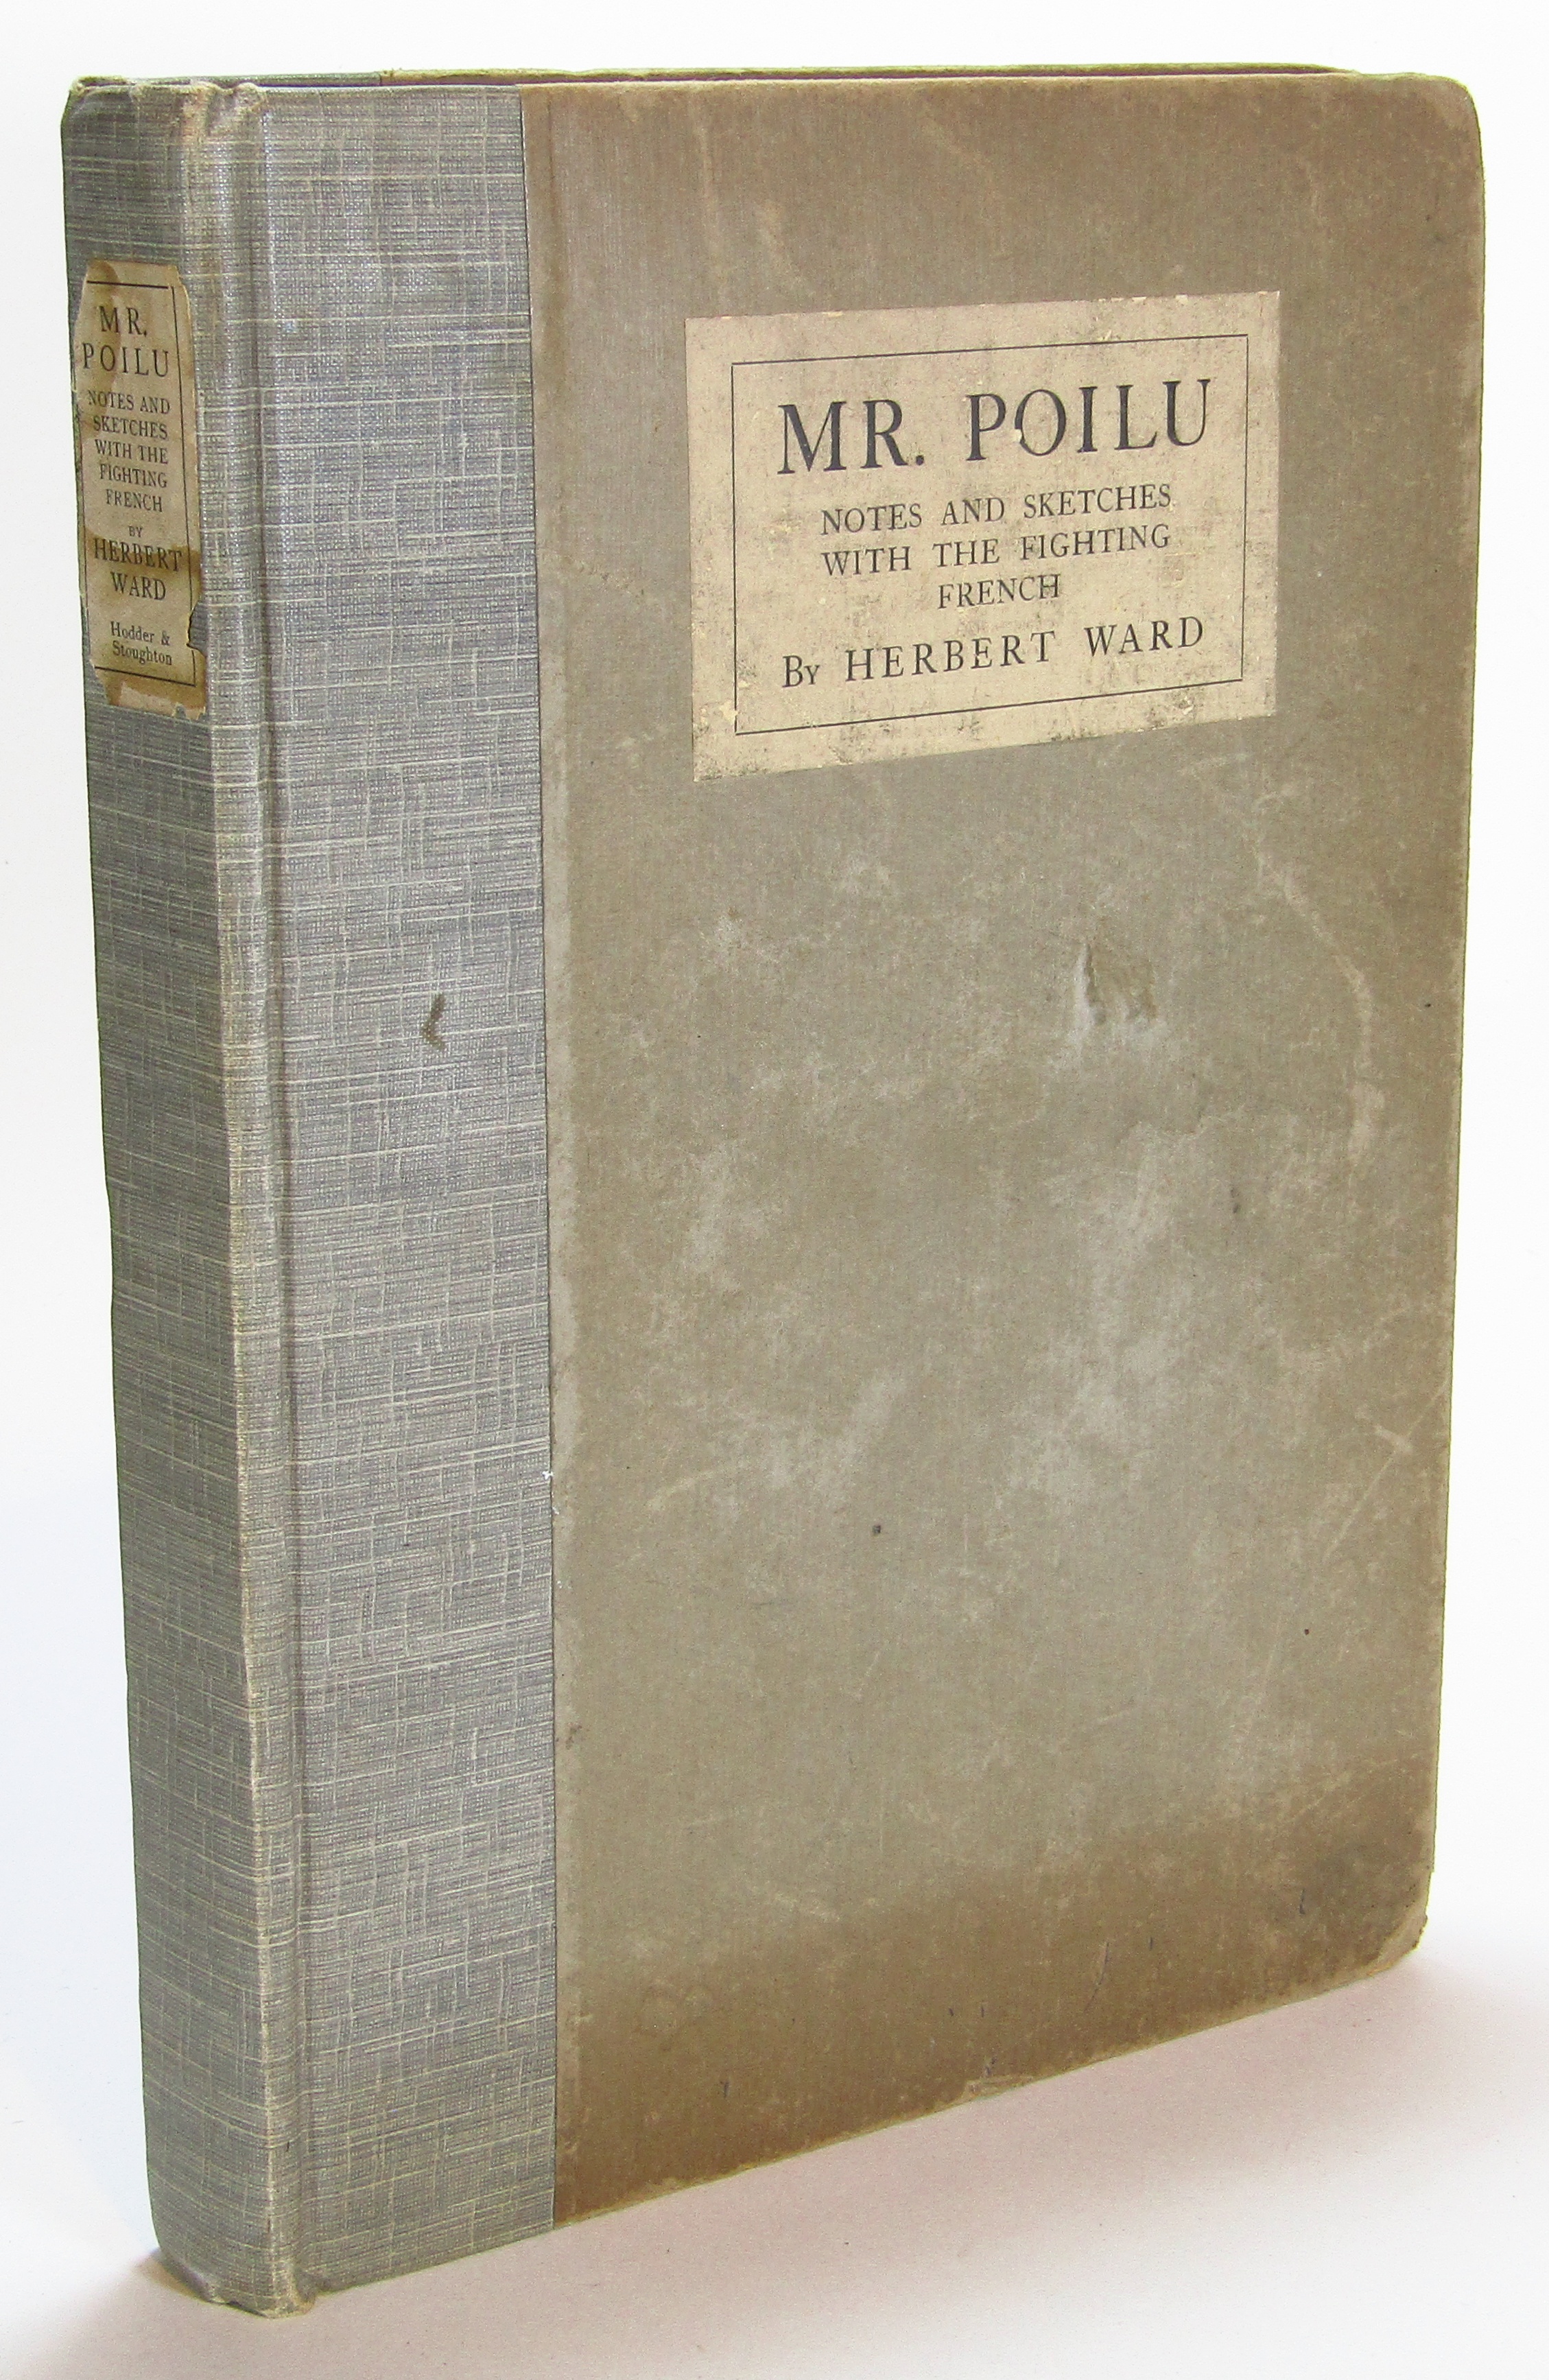 MR.
POILU
NOTES AND
SKETCHES
WITH THE
FIGHTING
FRENCH
BY
HERBERT
WARD
Hodder &
Stoughton
MR. POILU
NOTES AND SKETCHES
WITH THE FIGHTING
FRENCH
By HERBERT WARD